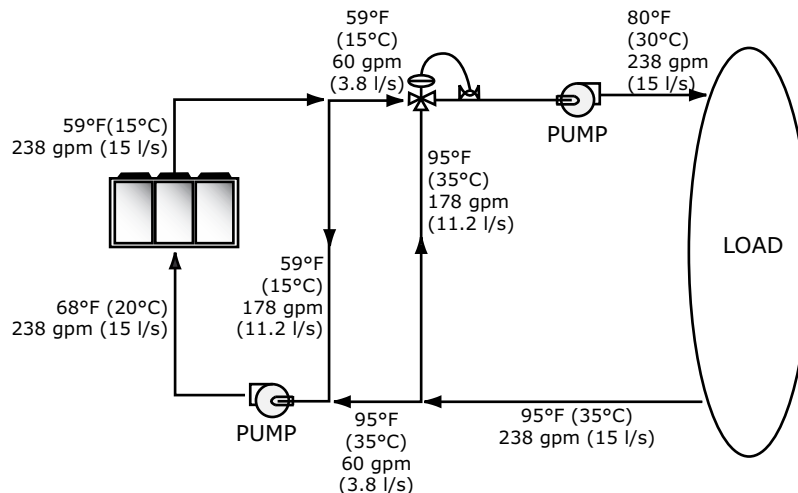 59°F
(15°C)
60 gpm
(3.8 l/s)
80°F
(30°C)
238 gpm
(15 l/s)
PUMP
59°F(15°C)
238 gpm (15 l/s)
95°F
(35°C)
178 gpm
(11.2 l/s)
LOAD
59°F
(15°C)
178 gpm
(11.2 l/s)
68°F (20°C)
238 gpm (15 l/s)
PUMP
95°F
(35°C)
60 gpm
(3.8 l/s)
95°F (35°C)
238 gpm (15 l/s)